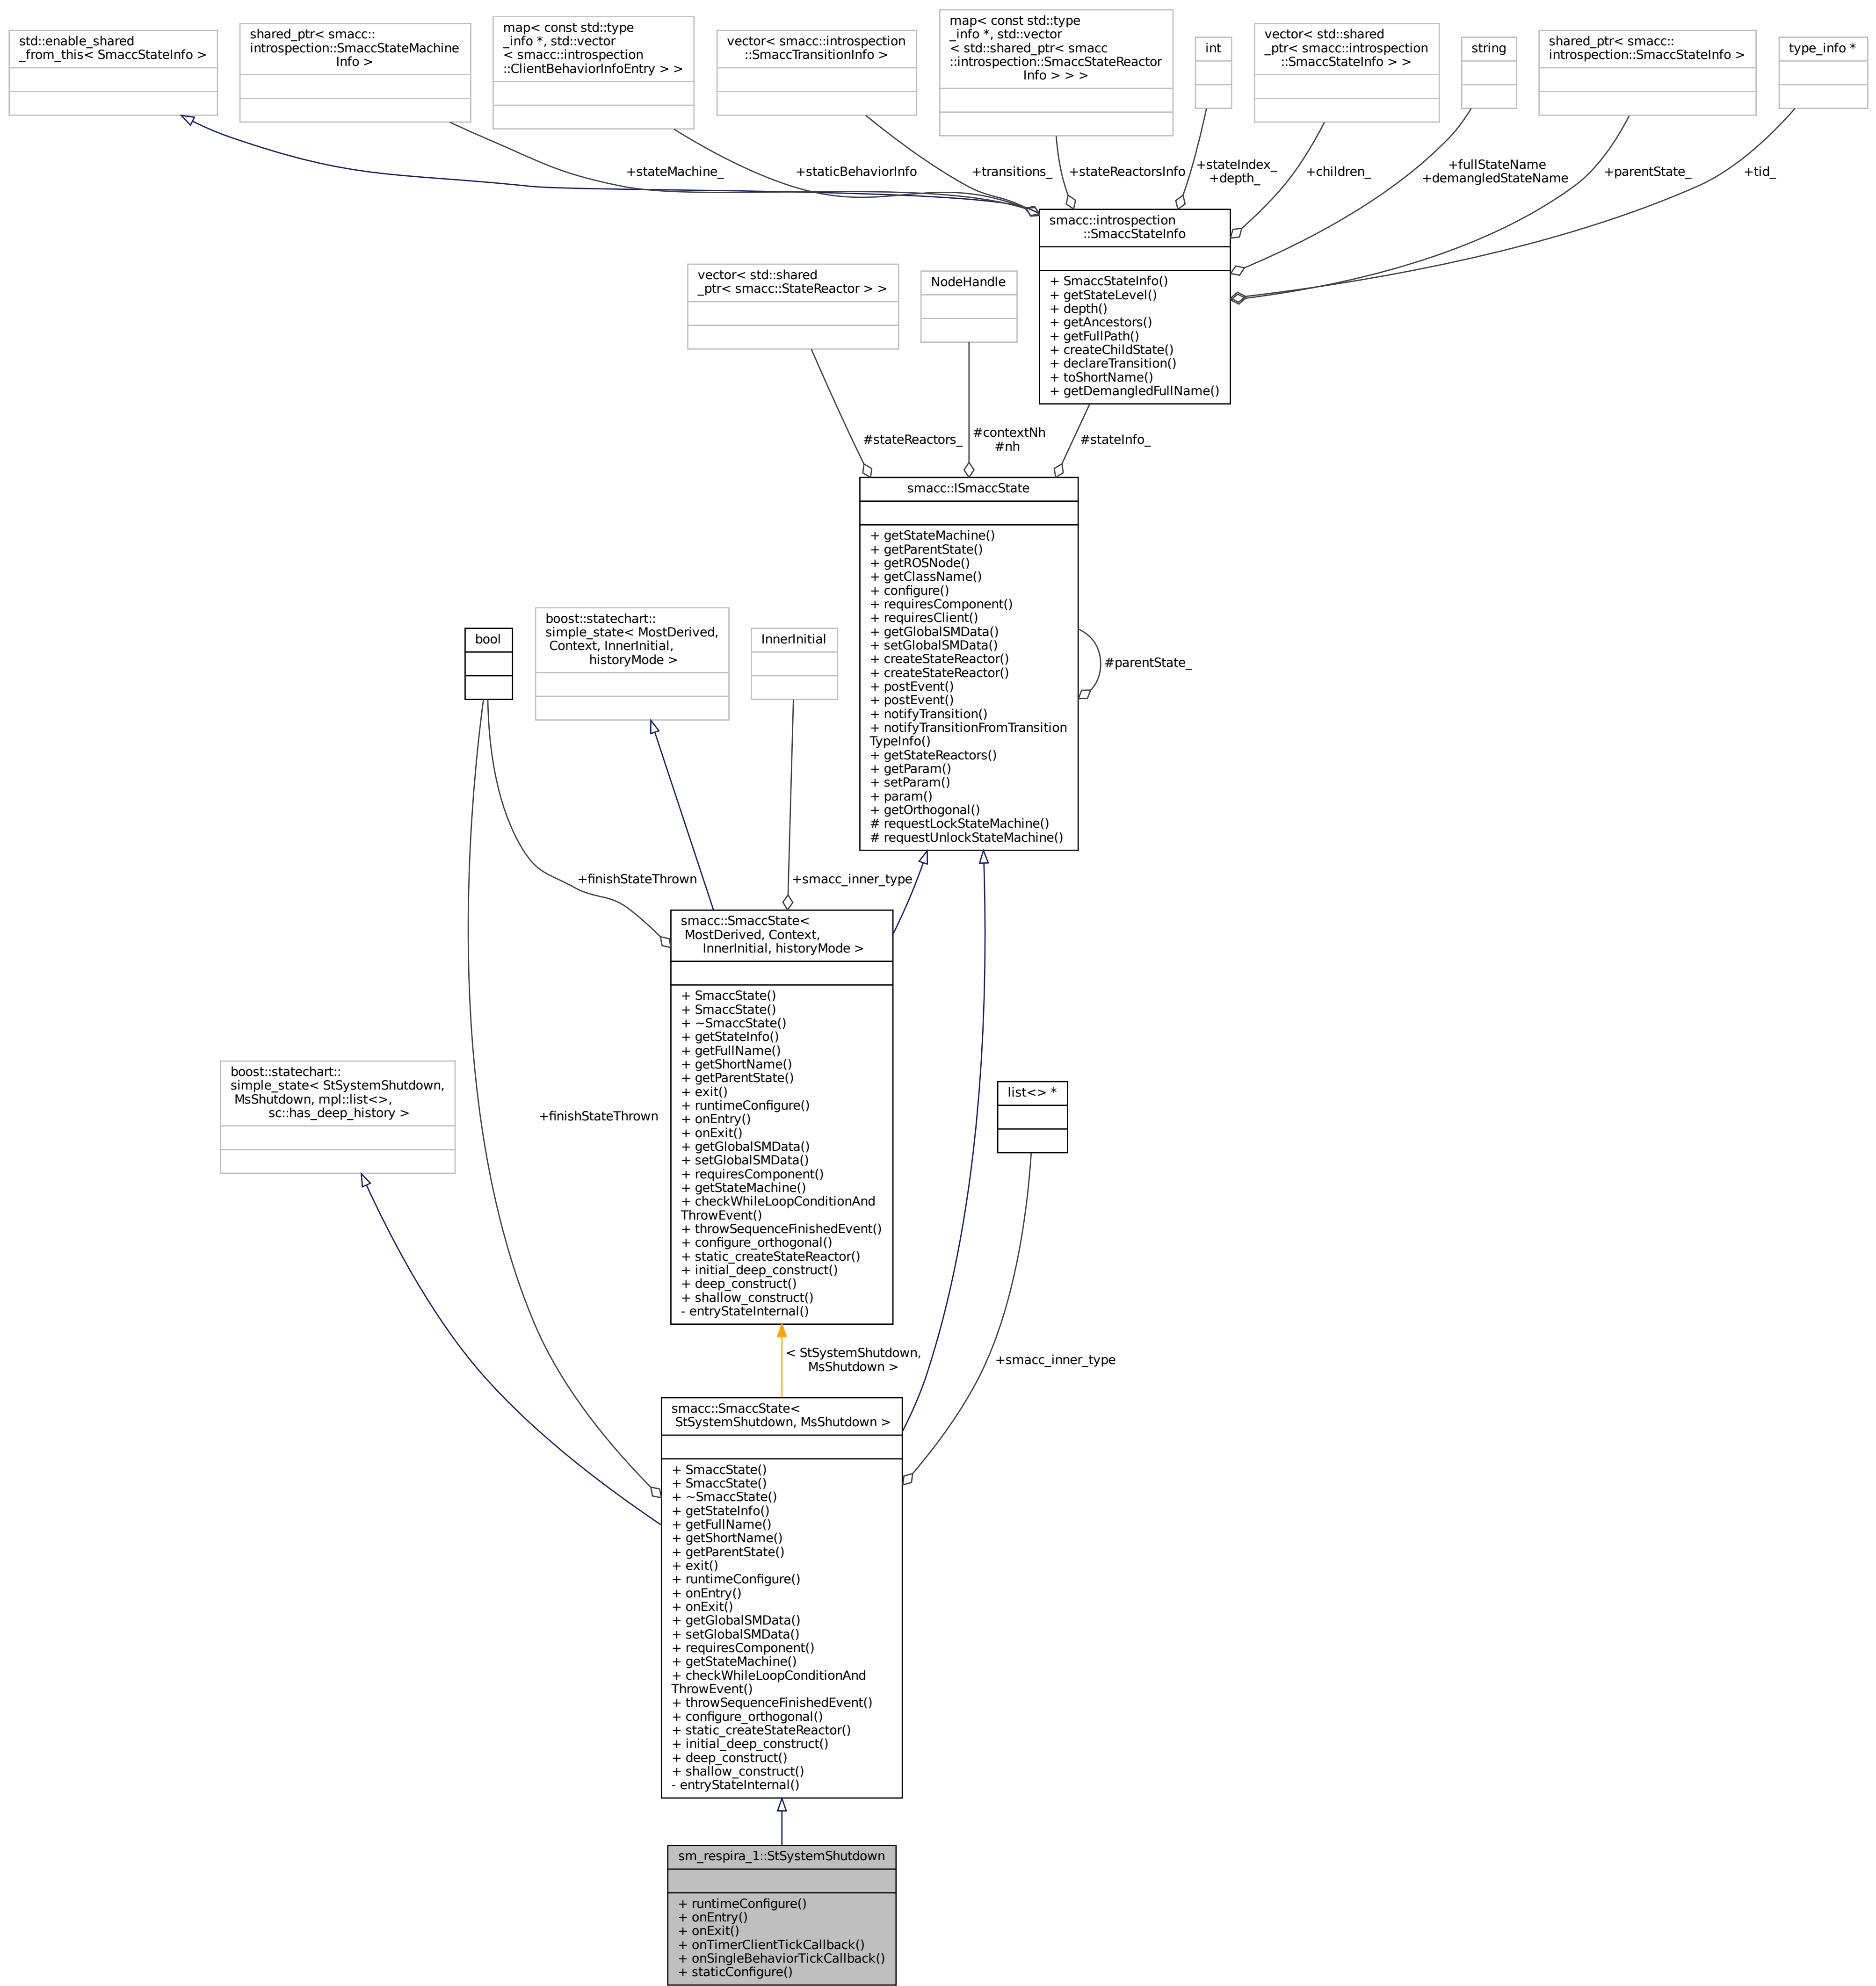 std::enable_shared
_from_this< SmaccStateInfo >
shared_ptr< smacc::
introspection::SmaccStateMachine
Info >
map< const std::type
_info *, std::vector
< smacc::introspection
::ClientBehaviorInfoEntry > >
vector< smacc::introspection
::SmaccTransitionInfo >
map< const std::type
_info *, std::vector
< std::shared_ptr< smacc
::introspection::SmaccStateReactor
Info > > >
int
vector< std::shared
_ptr< smacc::introspection
::SmaccStateInfo > >
string
shared_ptr< smacc::
introspection::SmaccStateInfo >
type_info *
+stateMachine_
+staticBehaviorInfo
+transitions_
+stateReactorsInfo
+stateIndex_
+depth_
+children_
+fullStateName
+demangledStateName
+parentState_
+tid_
smacc::introspection
::SmaccStateInfo
+ SmaccStateInfo()
+ getStateLevel()
+ depth()
+ getAncestors()
+ getFullPath()
+ createChildState()
+ declareTransition()
+ toShortName()
+ getDemangledFullName()
vector< std::shared
_ptr< smacc::StateReactor > >
NodeHandle
#stateReactors_
#contextNh
#nh
#stateInfo_
smacc::ISmaccState
+ getStateMachine()
+ getParentState()
+ getROSNode()
+ getClassName()
+ configure()
+ requiresComponent()
+ requiresClient()
+ getGlobalSMData()
+ setGlobalSMData()
+ createStateReactor()
+ createStateReactor()
+ postEvent()
+ postEvent()
+ notifyTransition()
+ notifyTransitionFromTransition
TypeInfo()
+ getStateReactors()
+ getParam()
+ setParam()
+ param()
+ getOrthogonal()
# requestLockStateMachine()
# requestUnlockStateMachine()
#parentState_
bool
boost::statechart::
simple_state< MostDerived,
Context, InnerInitial,
historyMode >
InnerInitial
+finishStateThrown
+smacc_inner_type
smacc::SmaccState<
MostDerived, Context,
InnerInitial, historyMode >
+ SmaccState()
+ SmaccState()
+ ~SmaccState()
+ getStateInfo()
+ getFullName()
+ getShortName()
+ getParentState()
+ exit()
+ runtimeConfigure()
+ onEntry()
+ onExit()
+ getGlobalSMData()
+ setGlobalSMData()
+ requiresComponent()
+ getStateMachine()
+ checkWhileLoopConditionAnd
ThrowEvent()
+ throwSequenceFinishedEvent()
+ configure_orthogonal()
+ static_createStateReactor()
+ initial_deep_construct()
+ deep_construct()
+ shallow_construct()
- entryStateInternal()
boost::statechart::
simple_state< StSystemShutdown,
MsShutdown, mpl::list<>,
sc::has_deep_history >
+finishStateThrown
list<> *
< StSystemShutdown,
MsShutdown >
+smacc_inner_type
smacc::SmaccState<
StSystemShutdown, MsShutdown >
+ SmaccState()
+ SmaccState()
+ ~SmaccState()
+ getStateInfo()
+ getFullName()
+ getShortName()
+ getParentState()
+ exit()
+ runtimeConfigure()
+ onEntry()
+ onExit()
+ getGlobalSMData()
+ setGlobalSMData()
+ requiresComponent()
+ getStateMachine()
+ checkWhileLoopConditionAnd
ThrowEvent()
+ throwSequenceFinishedEvent()
+ configure_orthogonal()
+ static_createStateReactor()
+ initial_deep_construct()
+ deep_construct()
+ shallow_construct()
- entryStateInternal()
sm_respira_1::StSystemShutdown
+ runtimeConfigure()
+ onEntry()
+ onExit()
+ onTimerClientTickCallback()
+ onSingleBehaviorTickCallback()
+ staticConfigure()